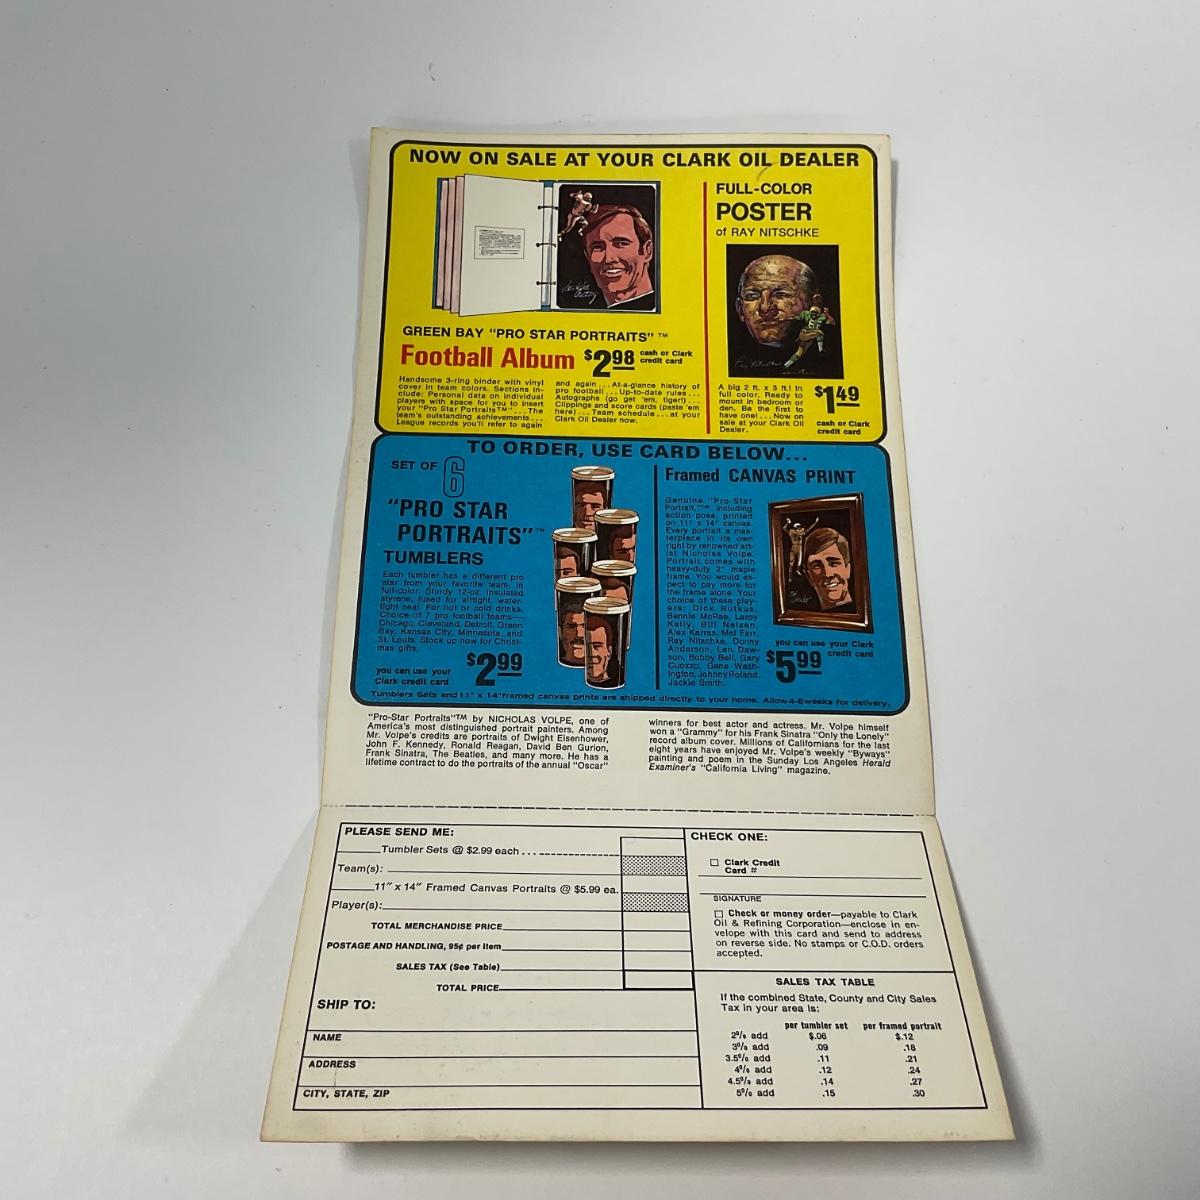 NOW ON SALE AT YOUR CLARK OIL DEALER
GREEN BAY "PRO STAR PORTRAITS" ™
Football Album $2.98 cash or Clark
credit card
Handsome 3-ring binder with vinyl
cover in team colors. Sections in-
clude: Personal data on individual
players with space for you to insert
your "Pro Star Portraits™"... The
team's outstanding achievements...
League records you'll refer to again
and again... At-a-glance history of
pro football... Up-to-date rules...
Autographs (go get 'em, tiger!)...
Clippings and score cards (paste 'em
here)... Team schedule... at your
Clark Oil Dealer now.
FULL-COLOR
POSTER
of RAY NITSCHKE
A big 2 ft. x 3 ft.! In
full color. Ready to
mount in bedroom or
den. Be the first to
have one!... Now on
sale at your Clark Oil
Dealer.
$1.49
cash or Clark
credit card
TO ORDER, USE CARD BELOW...
SET OF 6
"PRO STAR
PORTRAITS"™
TUMBLERS
Each tumbler has a different pro
star from your favorite team. In
full-color. Sturdy 12-oz. insulated
styrene, fused for airtight, water-
tight seal. For hot or cold drinks.
Choice of 7 pro football teams—
Chicago, Cleveland, Detroit, Green
Bay, Kansas City, Minnesota, and
St. Louis. Stock up now for Christ-
mas gifts.
you can use your
Clark credit card
$2.99
Framed CANVAS PRINT
Genuine "Pro Star
Portrait,"™ including
action pose, printed
on 11" x 14" canvas.
Every portrait a mas-
terpiece in its own
right by renowned art-
ist Nicholas Volpe.
Portrait comes with
heavy-duty 2" maple
frame. You would ex-
pect to pay more for
the frame alone. Your
choice of these play-
ers: Dick Butkus,
Bennie McRae, Leroy
Kelly, Bill Nelsen,
Alex Karras, Mel Farr,
Ray Nitschke, Donny
Anderson, Len Daw-
son, Bobby Bell, Gary
Cuozzo, Gene Wash-
ington, Johnny Roland,
Jackie Smith.
you can use your Clark
credit card
$5.99
Tumblers Sets and 11" x 14" framed canvas prints are shipped directly to your home. Allow 4-6 weeks for delivery.
"Pro-Star Portraits"™ by NICHOLAS VOLPE, one of
America's most distinguished portrait painters. Among
Mr. Volpe's credits are portraits of Dwight Eisenhower,
John F. Kennedy, Ronald Reagan, David Ben Gurion,
Frank Sinatra, The Beatles, and many more. He has a
lifetime contract to do the portraits of the annual "Oscar"
winners for best actor and actress. Mr. Volpe himself
won a "Grammy" for his Frank Sinatra "Only the Lonely"
record album cover. Millions of Californians for the last
eight years have enjoyed Mr. Volpe's weekly "Byways"
painting and poem in the Sunday Los Angeles Herald
Examiner's "California Living" magazine.
PLEASE SEND ME:
Tumbler Sets @ $2.99 each...
Team(s):
11" x 14" Framed Canvas Portraits @ $5.99 ea.
Player(s):
TOTAL MERCHANDISE PRICE
POSTAGE AND HANDLING, 95¢ per item
SALES TAX (See Table)
TOTAL PRICE
SHIP TO:
NAME
ADDRESS
CITY, STATE, ZIP
CHECK ONE:
Clark Credit
Card #
SIGNATURE
Check or money order—payable to Clark
Oil & Refining Corporation—enclose in en-
velope with this card and send to address
on reverse side. No stamps or C.O.D. orders
accepted.
SALES TAX TABLE
If the combined State, County and City Sales
Tax in your area is:
per tumbler set per framed portrait
2% add $.06 $.12
3% add .09 .18
3.5% add .11 .21
4% add .12 .24
4.5% add .14 .27
5% add .15 .30